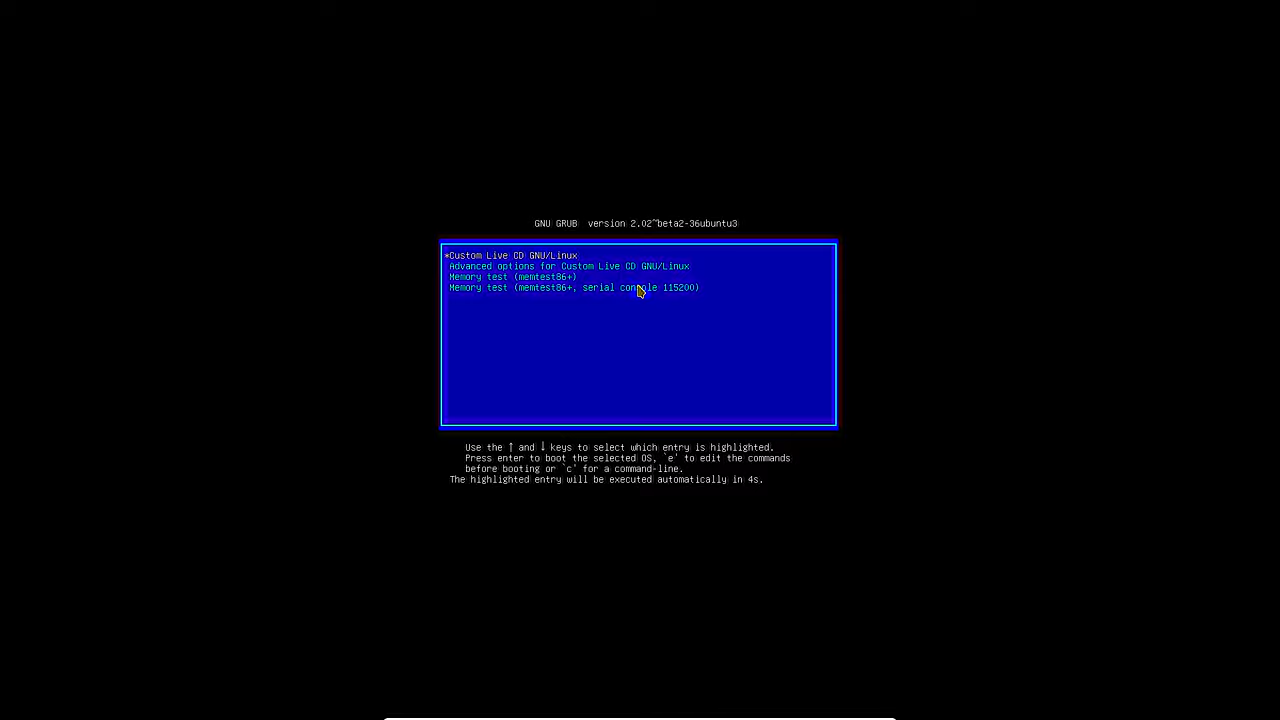 GNU GRUB  version 2.02~beta2-36ubuntu3
*Custom Live CD GNU/Linux
Advanced options for Custom Live CD GNU/Linux
Memory test (memtest86+)
Memory test (memtest86+, serial console 115200)
Use the ↑ and ↓ keys to select which entry is highlighted.
Press enter to boot the selected OS, `e' to edit the commands
before booting or `c' for a command-line.
The highlighted entry will be executed automatically in 4s.